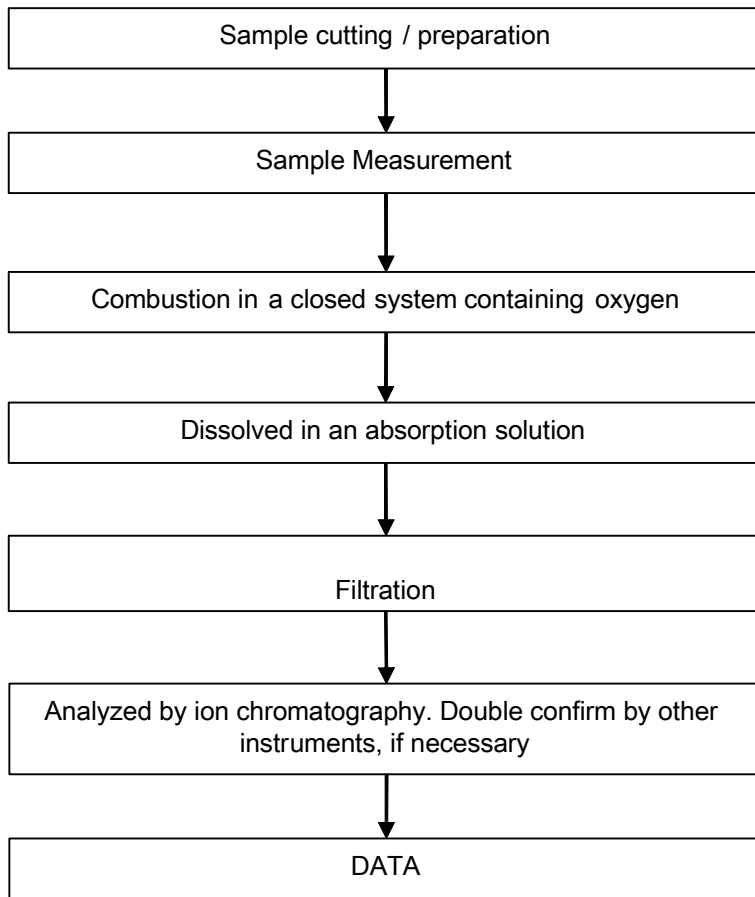 Sample cutting / preparation
Sample Measurement
Combustion in a closed system containing oxygen
Dissolved in an absorption solution
Filtration
Analyzed by ion chromatography. Double confirm by other
instruments, if necessary
DATA